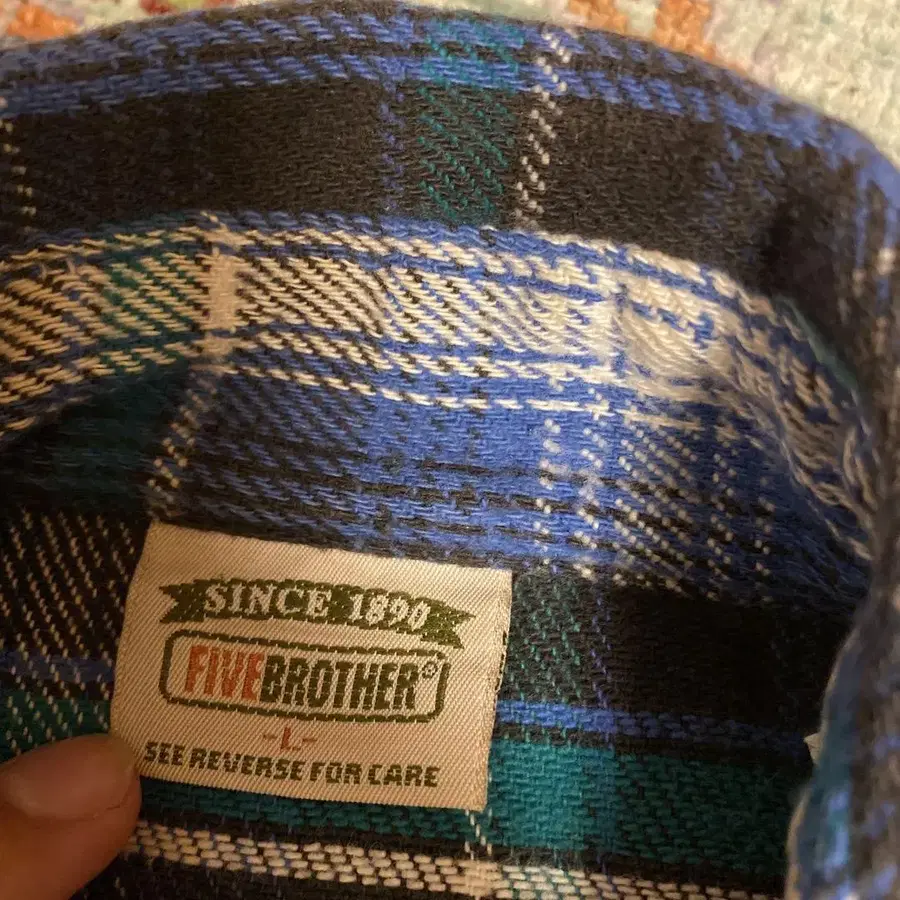 SINCE 1890
FIVEBROTHER®
-L-
SEE REVERSE FOR CARE